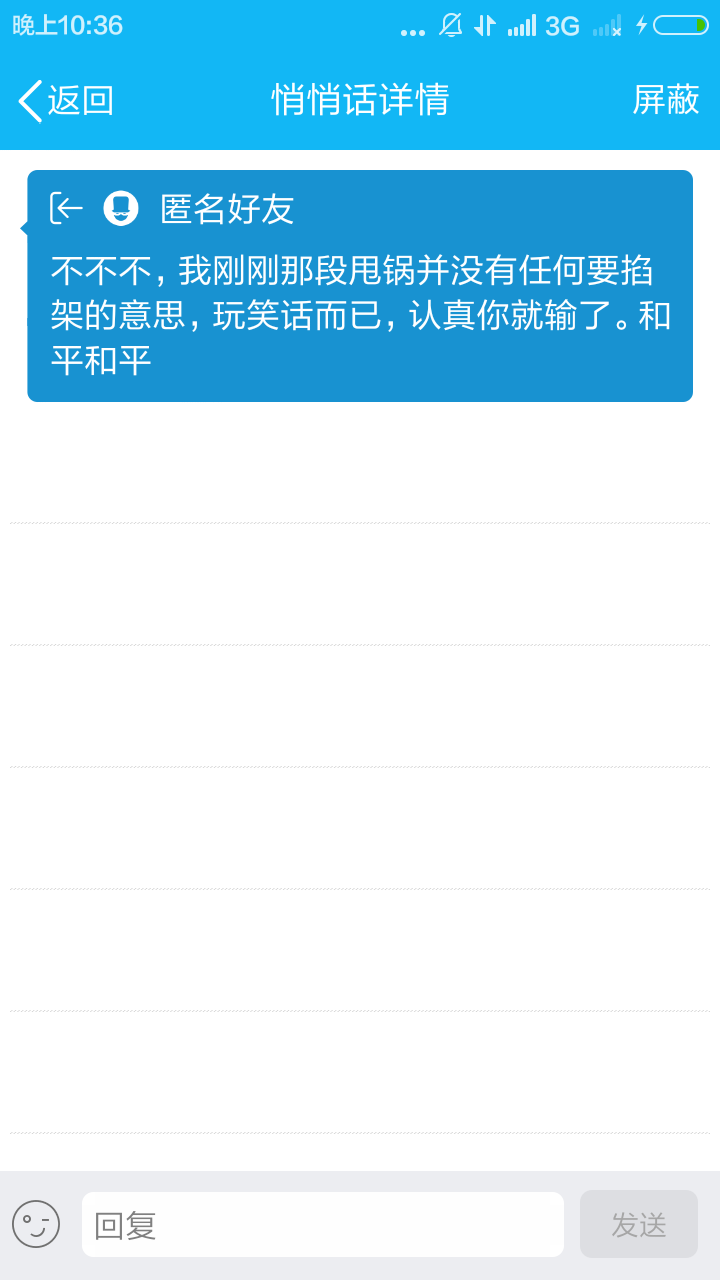 晚上10:36
3G
返回
悄悄话详情
屏蔽
匿名好友
不不不，我刚刚那段甩锅并没有任何要掐
架的意思，玩笑话而已，认真你就输了。和
平和平
回复
发送